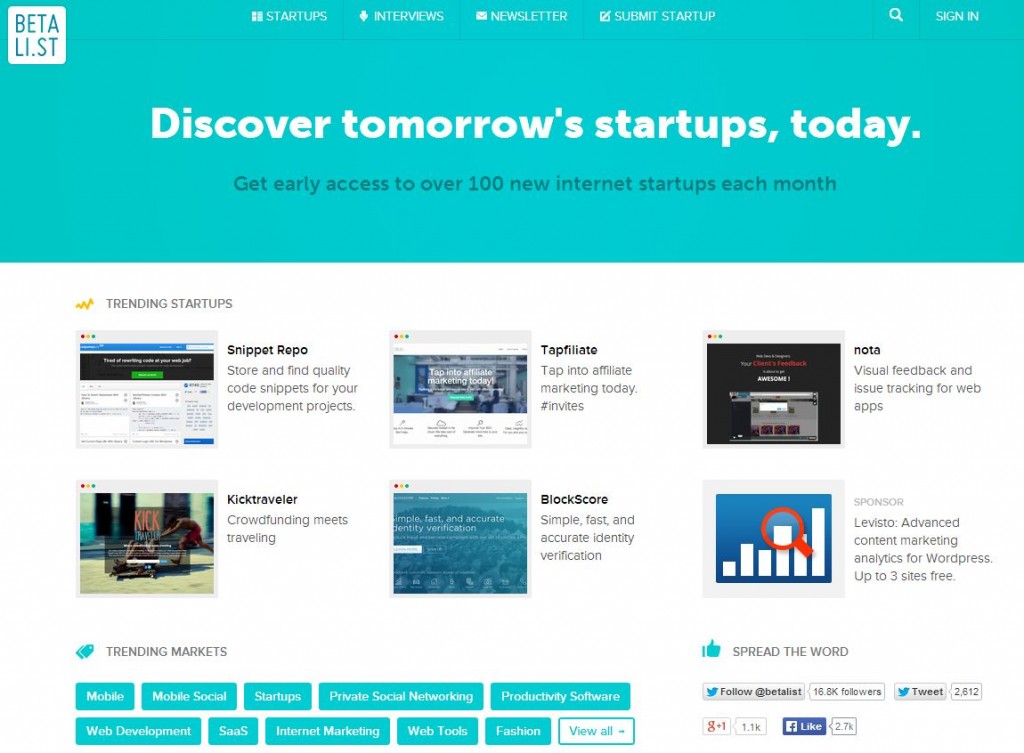 BETA
LI.ST
STARTUPS
INTERVIEWS
NEWSLETTER
SUBMIT STARTUP
SIGN IN
Discover tomorrow's startups, today.
Get early access to over 100 new internet startups each month
TRENDING STARTUPS
Tired of rewriting code at your web job?
Snippet Repo
Store and find quality
code snippets for your
development projects.
Tap into affiliate
marketing today!
Tapfiliate
Tap into affiliate
marketing today.
#invites
Your Client's Feedback
AWESOME !
nota
Visual feedback and
issue tracking for web
apps
KICK
TRAVELER
Kicktraveler
Crowdfunding meets
traveling
simple, fast, and accurate
identity verification
BlockScore
Simple, fast, and
accurate identity
verification
SPONSOR
Levisto: Advanced
content marketing
analytics for Wordpress.
Up to 3 sites free.
TRENDING MARKETS
Mobile
Mobile Social
Startups
Private Social Networking
Productivity Software
Web Development
SaaS
Internet Marketing
Web Tools
Fashion
View all →
SPREAD THE WORD
Follow @betalist
16.8K followers
Tweet
2,612
g+1
1.1k
Like
2.7k